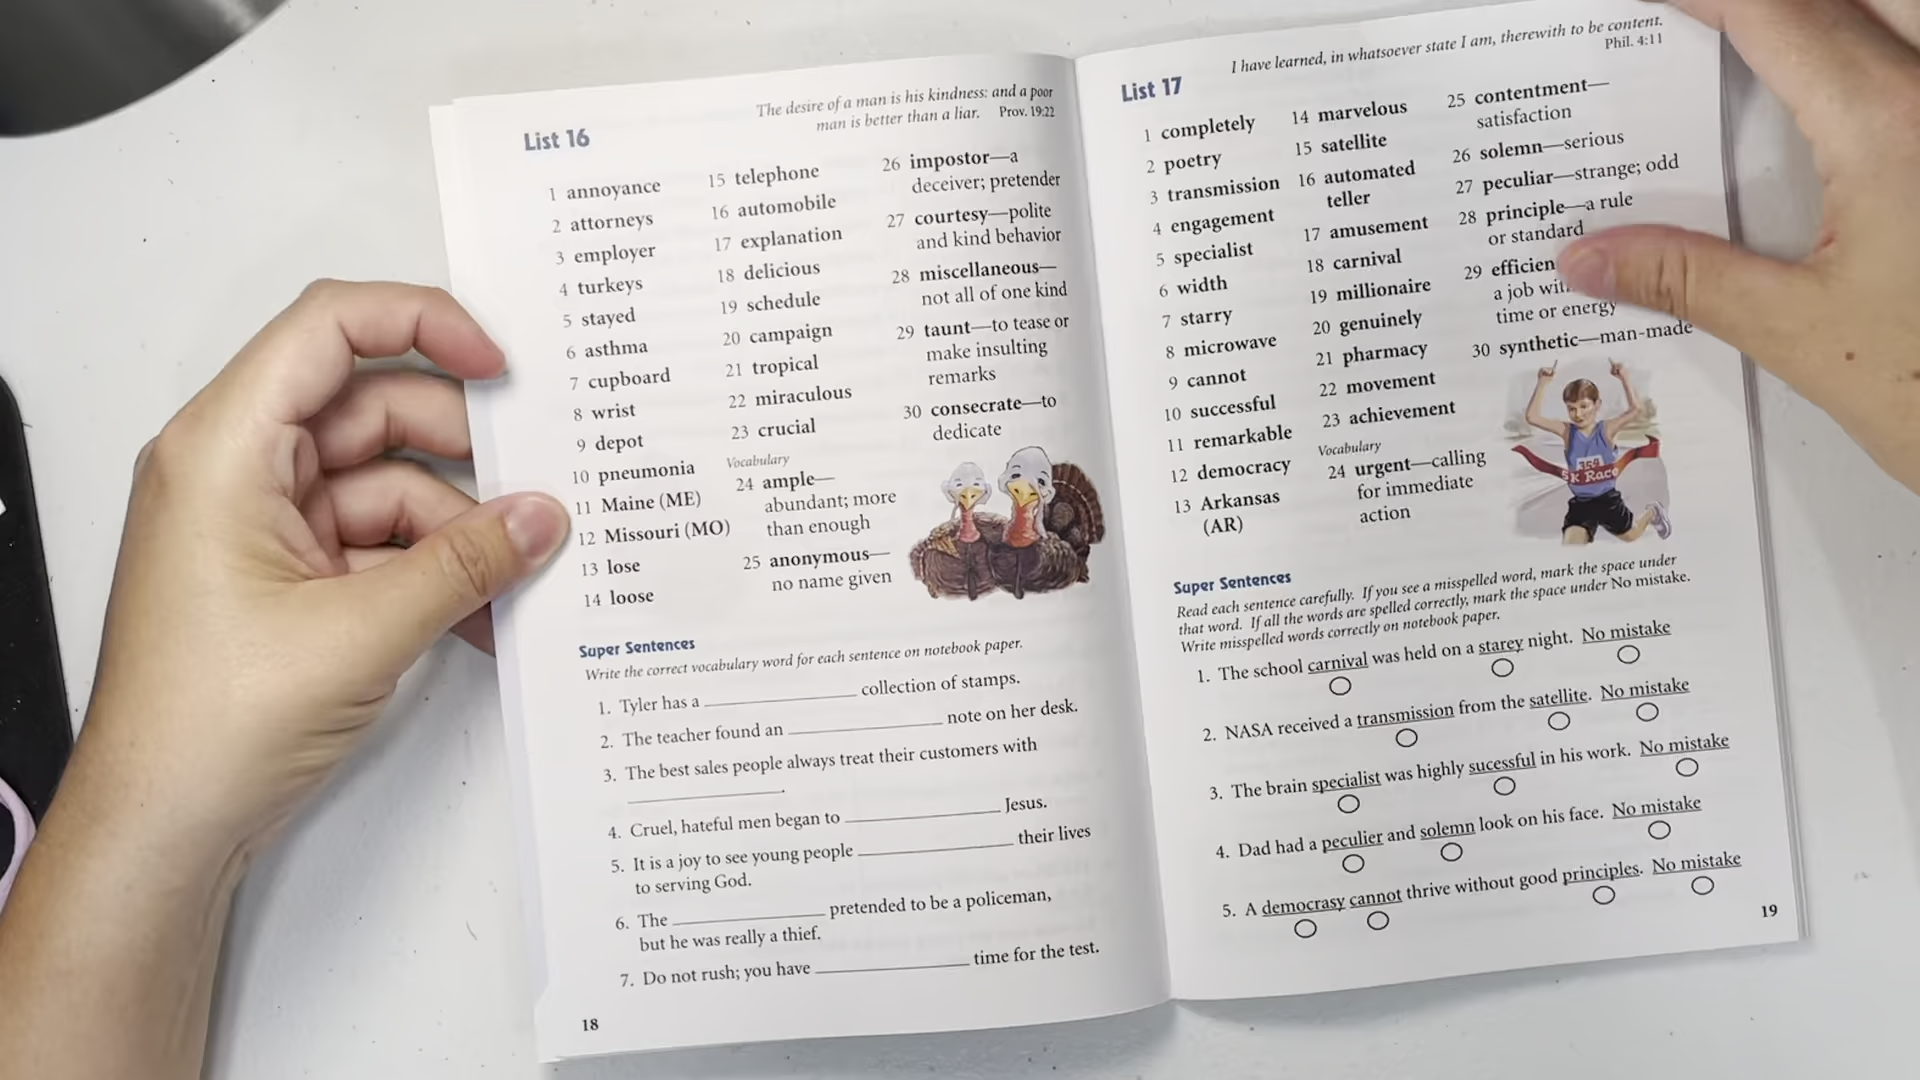 The desire of a man is his kindness: and a poor
man is better than a liar. Prov. 19:22
List 16
1 annoyance
2 attorneys
3 employer
4 turkeys
5 stayed
6 asthma
7 cupboard
8 wrist
9 depot
10 pneumonia
11 Maine (ME)
12 Missouri (MO)
13 lose
14 loose
15 telephone
16 automobile
17 explanation
18 delicious
19 schedule
20 campaign
21 tropical
22 miraculous
23 crucial
Vocabulary
24 ample—
abundant; more
than enough
25 anonymous—
no name given
26 impostor—a
deceiver; pretender
27 courtesy—polite
and kind behavior
28 miscellaneous—
not all of one kind
29 taunt—to tease or
make insulting
remarks
30 consecrate—to
dedicate
Super Sentences
Write the correct vocabulary word for each sentence on notebook paper.
1. Tyler has a ____________ collection of stamps.
2. The teacher found an ____________ note on her desk.
3. The best sales people always treat their customers with
____________.
4. Cruel, hateful men began to ____________ Jesus.
5. It is a joy to see young people ____________ their lives
to serving God.
6. The ____________ pretended to be a policeman,
but he was really a thief.
7. Do not rush; you have ____________ time for the test.
18
I have learned, in whatsoever state I am, therewith to be content.
Phil. 4:11
List 17
1 completely
2 poetry
3 transmission
4 engagement
5 specialist
6 width
7 starry
8 microwave
9 cannot
10 successful
11 remarkable
12 democracy
13 Arkansas
(AR)
14 marvelous
15 satellite
16 automated
teller
17 amusement
18 carnival
19 millionaire
20 genuinely
21 pharmacy
22 movement
23 achievement
Vocabulary
24 urgent—calling
for immediate
action
25 contentment—
satisfaction
26 solemn—serious
27 peculiar—strange; odd
28 principle—a rule
or standard
29
a job
time or energy
30 synthetic—man-made
5k Race
Super Sentences
Read each sentence carefully. If you see a misspelled word, mark the space under
that word. If all the words are spelled correctly, mark the space under No mistake.
Write misspelled words correctly on notebook paper.
1. The school carnival was held on a starey night. No mistake
2. NASA received a transmission from the satellite. No mistake
3. The brain specialist was highly sucessful in his work. No mistake
4. Dad had a peculier and solemn look on his face. No mistake
5. A democrasy cannot thrive without good principles. No mistake
19